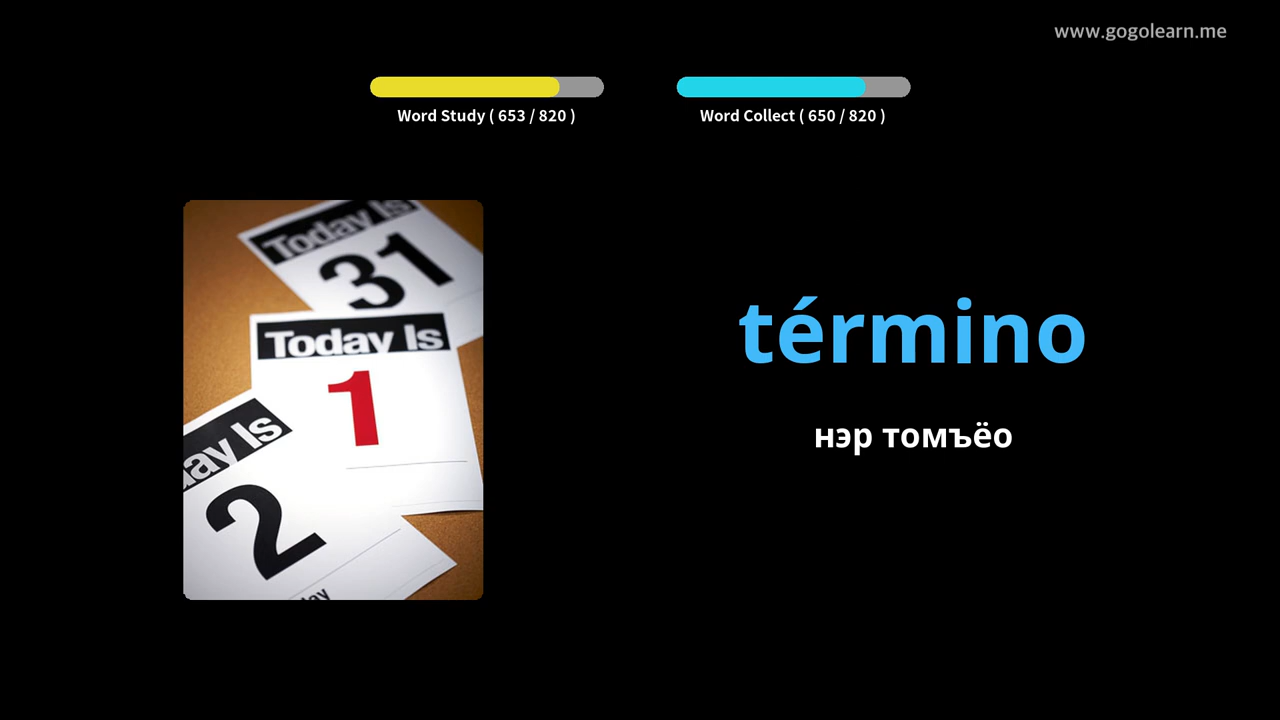 www.gogolearn.me
Word Study ( 653 / 820 )
Word Collect ( 650 / 820 )
Today Is
31
Today Is
1
ay Is
2
término
нэр томъёо